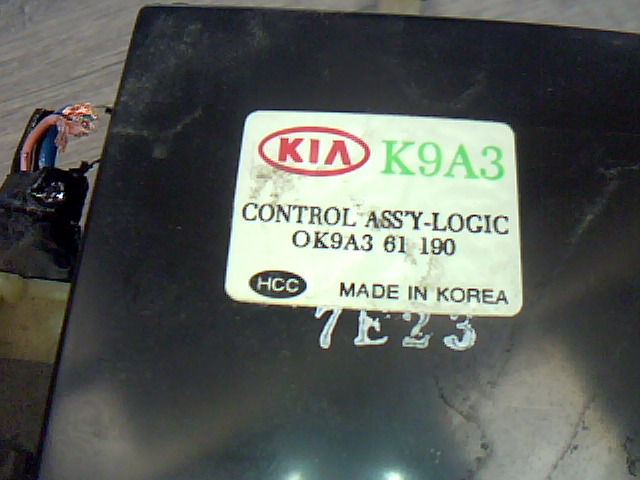 KIA K9A3
CONTROL ASS'Y-LOGIC
OK9A3 61 190
HCC MADE IN KOREA
7E23